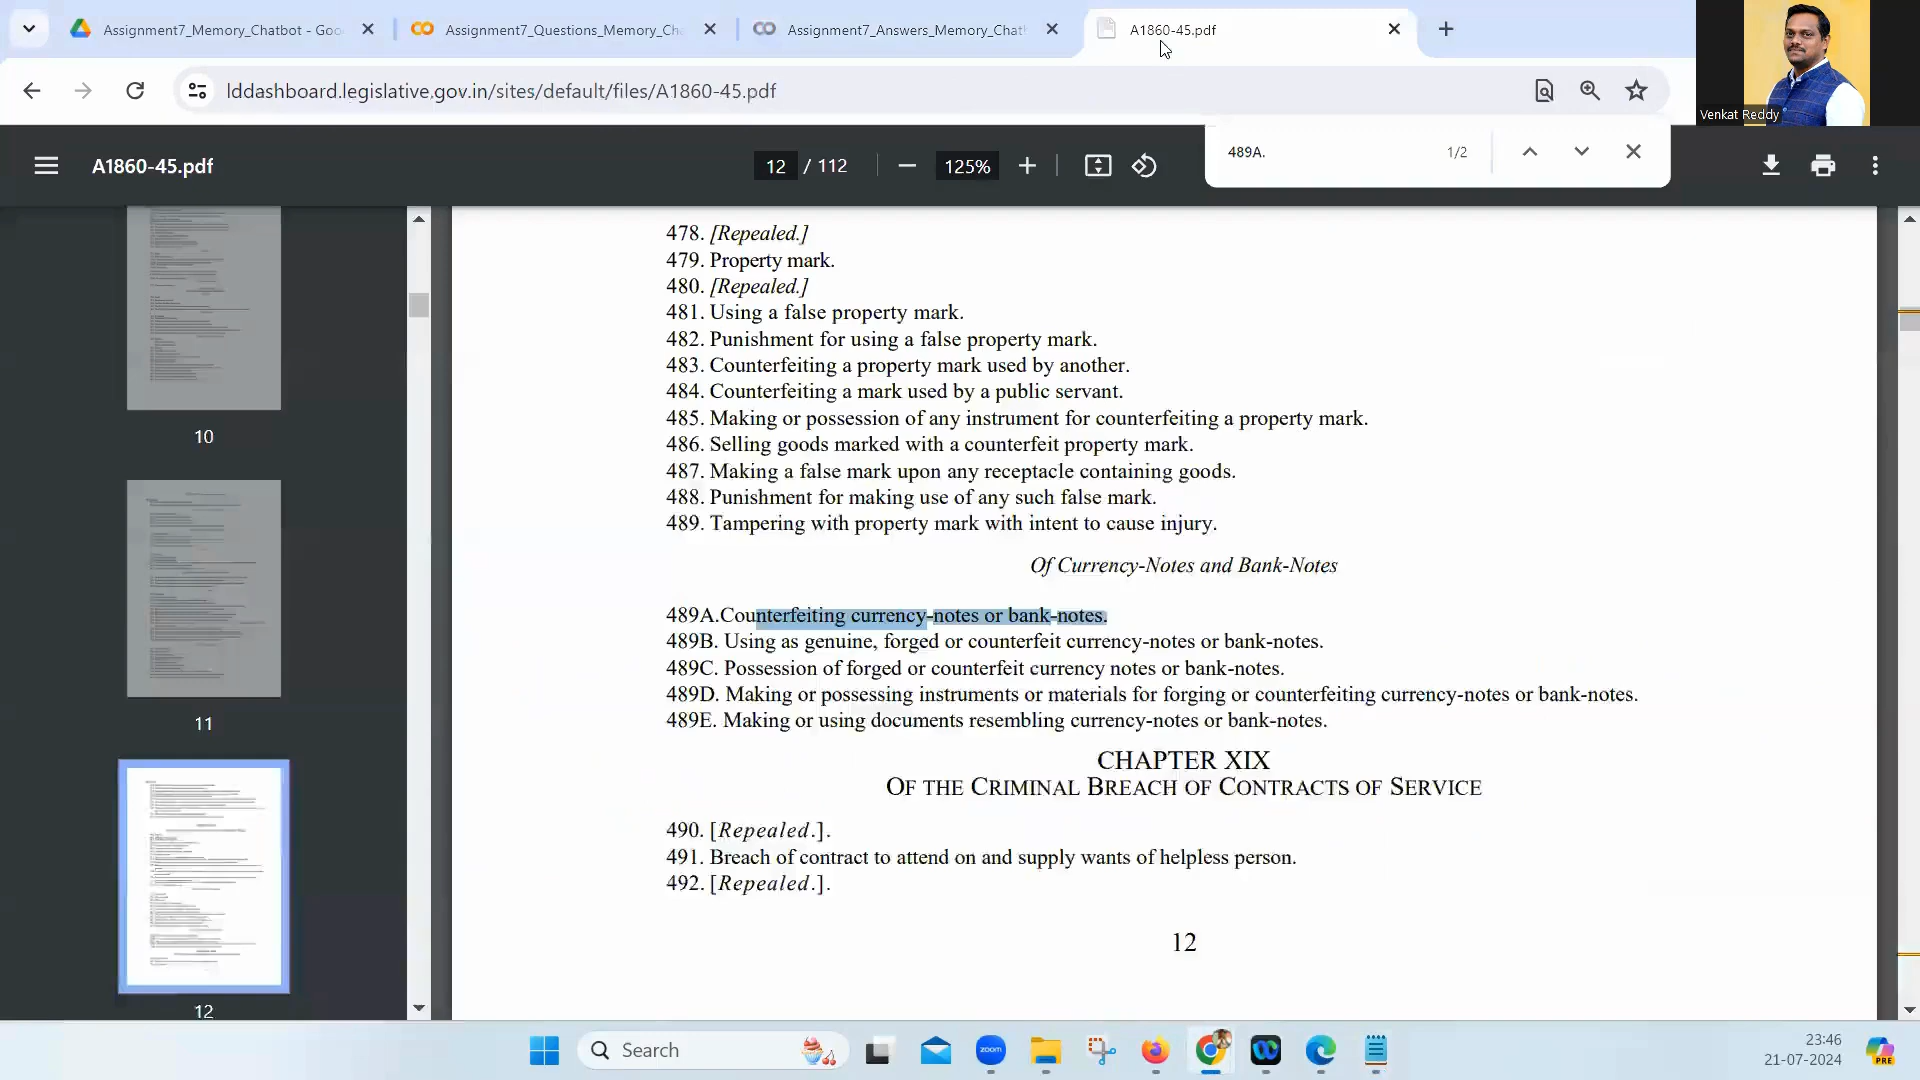 Assignment7_Memory_Chatbot - Goo
Assignment7_Questions_Memory_Ch
Assignment7_Answers_Memory_Chat
A1860-45.pdf
lddashboard.legislative.gov.in/sites/default/files/A1860-45.pdf
Venkat Reddy
A1860-45.pdf
12 / 112
125%
489A.
1/2
478. [Repealed.]
479. Property mark.
480. [Repealed.]
481. Using a false property mark.
482. Punishment for using a false property mark.
483. Counterfeiting a property mark used by another.
484. Counterfeiting a mark used by a public servant.
485. Making or possession of any instrument for counterfeiting a property mark.
486. Selling goods marked with a counterfeit property mark.
487. Making a false mark upon any receptacle containing goods.
488. Punishment for making use of any such false mark.
489. Tampering with property mark with intent to cause injury.
Of Currency-Notes and Bank-Notes
489A.Counterfeiting currency-notes or bank-notes.
489B. Using as genuine, forged or counterfeit currency-notes or bank-notes.
489C. Possession of forged or counterfeit currency notes or bank-notes.
489D. Making or possessing instruments or materials for forging or counterfeiting currency-notes or bank-notes.
489E. Making or using documents resembling currency-notes or bank-notes.
CHAPTER XIX
OF THE CRIMINAL BREACH OF CONTRACTS OF SERVICE
490. [Repealed.].
491. Breach of contract to attend on and supply wants of helpless person.
492. [Repealed.].
12
10
11
12
Search
zoom
23:46
21-07-2024
PRE